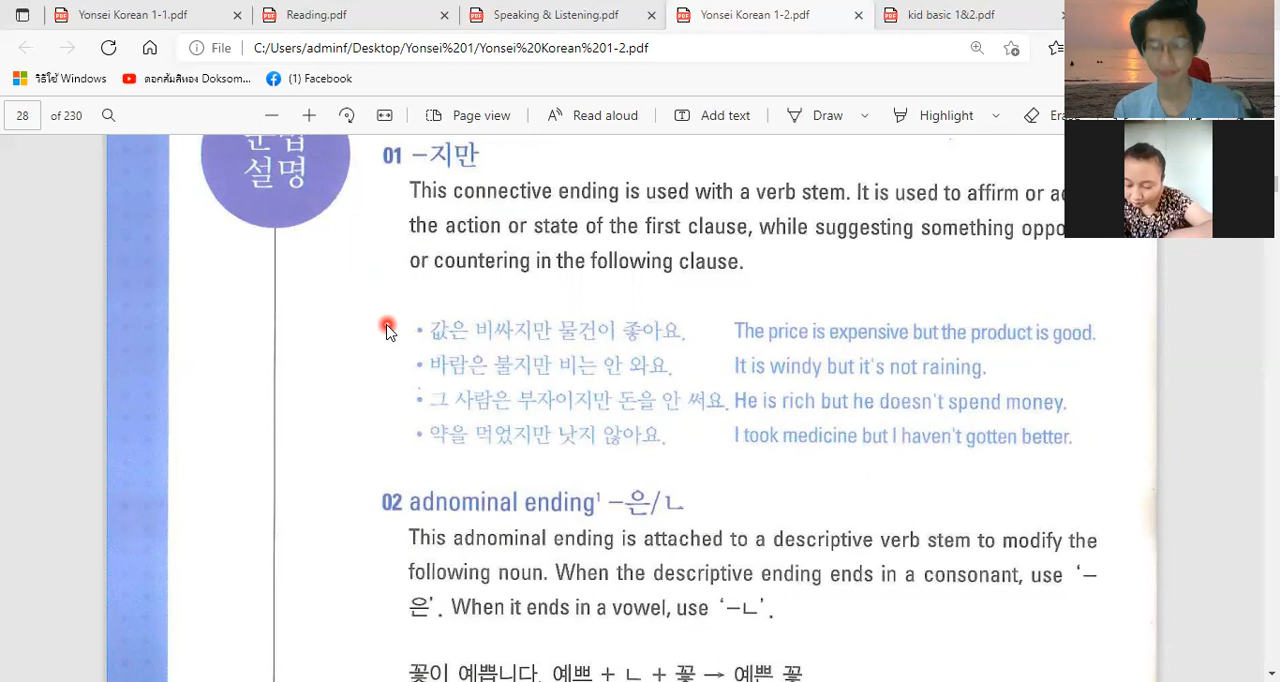 Yonsei Korean 1-1.pdf
Reading.pdf
Speaking & Listening.pdf
Yonsei Korean 1-2.pdf
kid basic 1&2.pdf
File
C:/Users/adminf/Desktop/Yonsei%201/Yonsei%20Korean%201-2.pdf
วิธีใช้ Windows
ดอกส้มสีทอง Doksom...
(1) Facebook
28 of 230
Page view
Read aloud
Add text
Draw
Highlight
설명
01 –지만
This connective ending is used with a verb stem. It is used to affirm or
the action or state of the first clause, while suggesting something
or countering in the following clause.
• 값은 비싸지만 물건이 좋아요. The price is expensive but the product is good.
• 바람은 불지만 비는 안 와요. It is windy but it's not raining.
• 그 사람은 부자이지만 돈을 안 써요. He is rich but he doesn't spend money.
• 약을 먹었지만 낫지 않아요. I took medicine but I haven't gotten better.
02 adnominal ending¹ –은/ㄴ
This adnominal ending is attached to a descriptive verb stem to modify the
following noun. When the descriptive ending ends in a consonant, use ‘–
은’. When it ends in a vowel, use ‘–ㄴ’.
꽃이 예쁩니다. 예쁘 + ㄴ + 꽃 → 예쁜 꽃